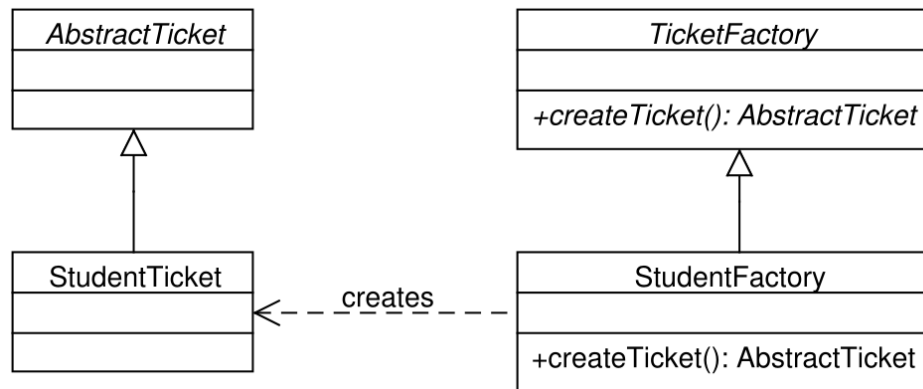 AbstractTicket
TicketFactory
+createTicket(): AbstractTicket
StudentTicket
creates
StudentFactory
+createTicket(): AbstractTicket